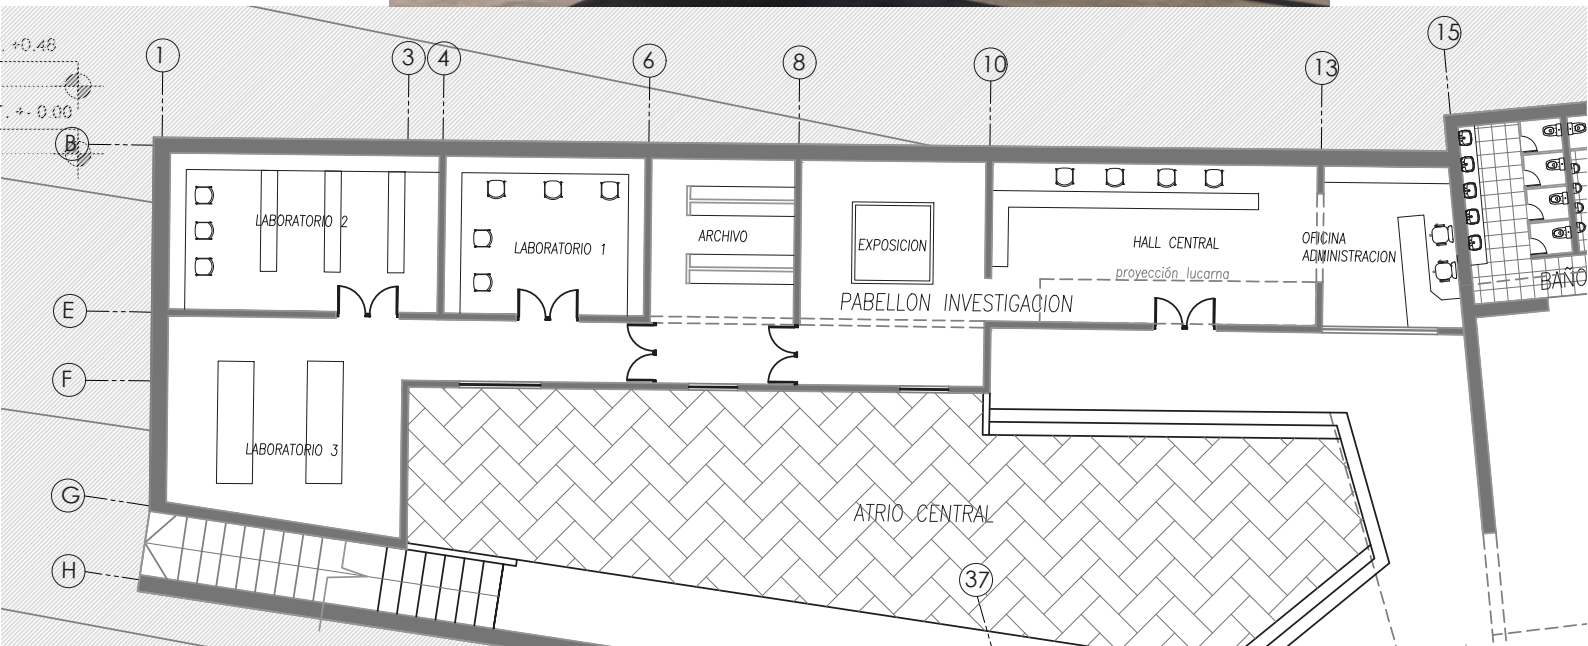 +0.48
+- 0.00
1
3
4
6
8
10
13
15
B
E
F
G
H
37
LABORATORIO 2
LABORATORIO 1
ARCHIVO
EXPOSICION
HALL CENTRAL
OFICINA
ADMINISTRACION
proyección lucarna
PABELLON INVESTIGACION
BAÑO
LABORATORIO 3
ATRIO CENTRAL